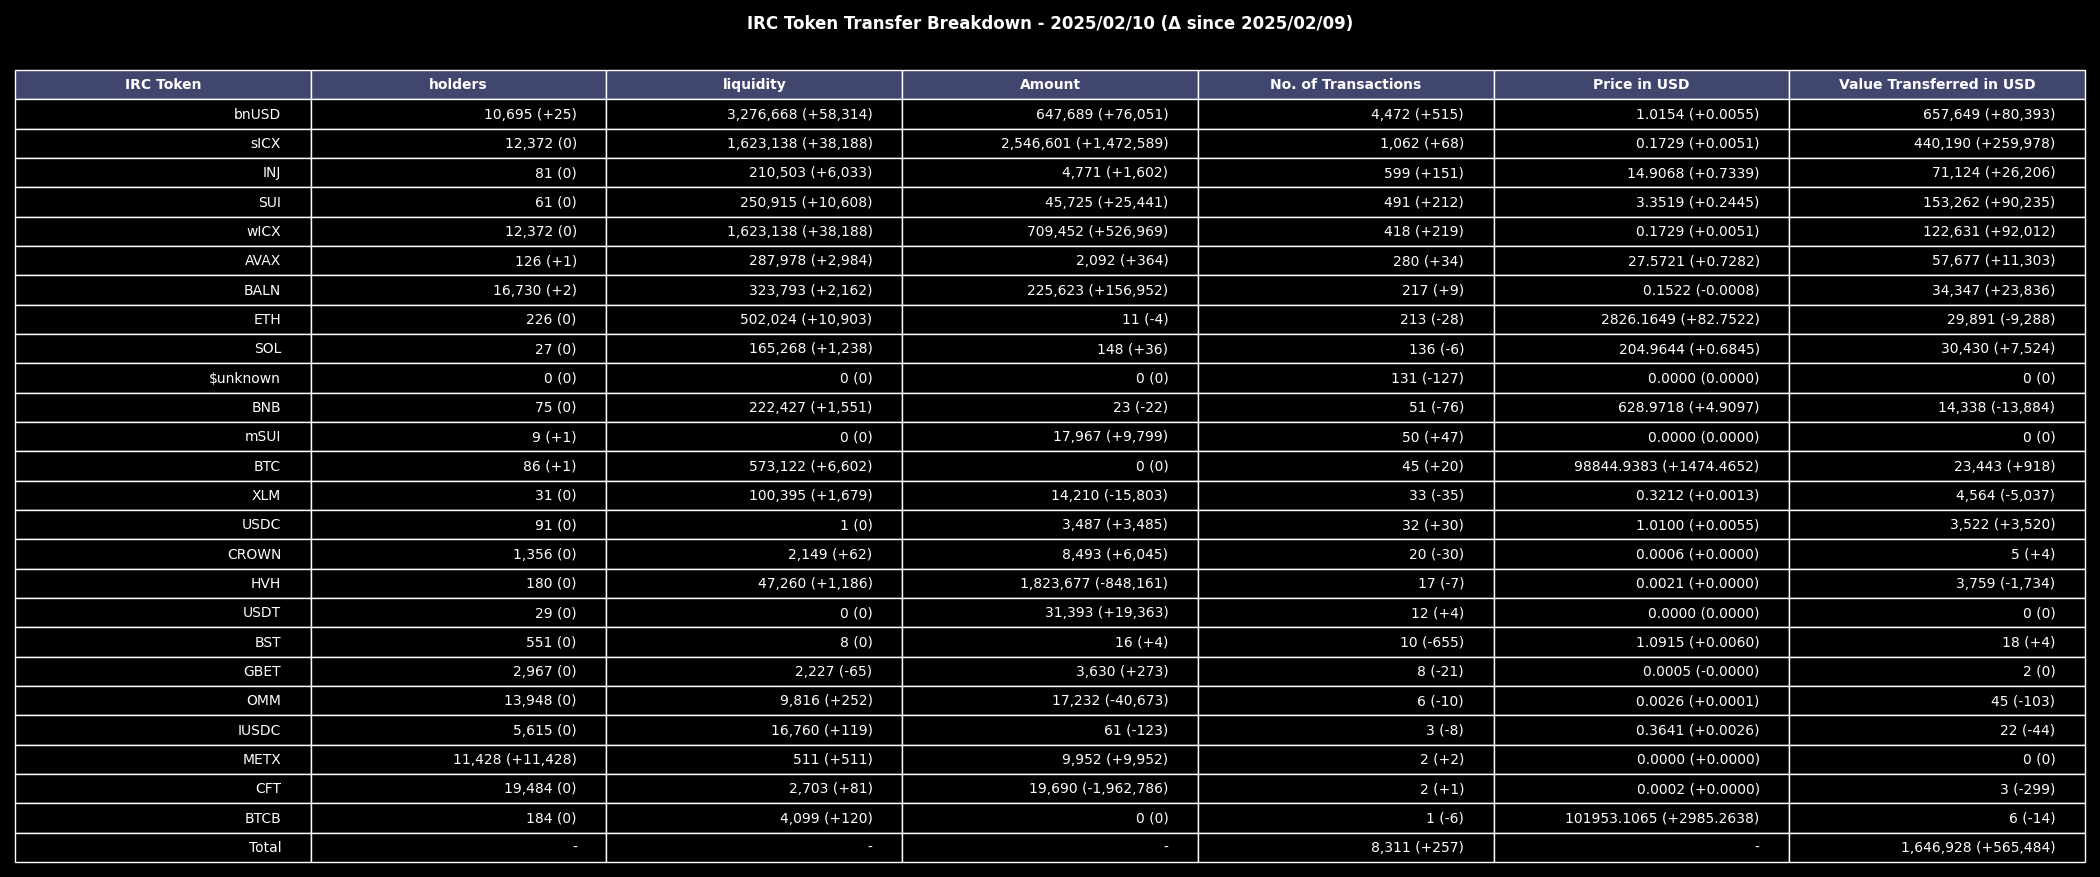 IRC Token Transfer Breakdown - 2025/02/10 (Δ since 2025/02/09)
IRC Token holders liquidity Amount No. of Transactions Price in USD Value Transferred in USD
bnUSD 10,695 (+25) 3,276,668 (+58,314) 647,689 (+76,051) 4,472 (+515) 1.0154 (+0.0055) 657,649 (+80,393)
sICX 12,372 (0) 1,623,138 (+38,188) 2,546,601 (+1,472,589) 1,062 (+68) 0.1729 (+0.0051) 440,190 (+259,978)
INJ 81 (0) 210,503 (+6,033) 4,771 (+1,602) 599 (+151) 14.9068 (+0.7339) 71,124 (+26,206)
SUI 61 (0) 250,915 (+10,608) 45,725 (+25,441) 491 (+212) 3.3519 (+0.2445) 153,262 (+90,235)
wICX 12,372 (0) 1,623,138 (+38,188) 709,452 (+526,969) 418 (+219) 0.1729 (+0.0051) 122,631 (+92,012)
AVAX 126 (+1) 287,978 (+2,984) 2,092 (+364) 280 (+34) 27.5721 (+0.7282) 57,677 (+11,303)
BALN 16,730 (+2) 323,793 (+2,162) 225,623 (+156,952) 217 (+9) 0.1522 (-0.0008) 34,347 (+23,836)
ETH 226 (0) 502,024 (+10,903) 11 (-4) 213 (-28) 2826.1649 (+82.7522) 29,891 (-9,288)
SOL 27 (0) 165,268 (+1,238) 148 (+36) 136 (-6) 204.9644 (+0.6845) 30,430 (+7,524)
$unknown 0 (0) 0 (0) 0 (0) 131 (-127) 0.0000 (0.0000) 0 (0)
BNB 75 (0) 222,427 (+1,551) 23 (-22) 51 (-76) 628.9718 (+4.9097) 14,338 (-13,884)
mSUI 9 (+1) 0 (0) 17,967 (+9,799) 50 (+47) 0.0000 (0.0000) 0 (0)
BTC 86 (+1) 573,122 (+6,602) 0 (0) 45 (+20) 98844.9383 (+1474.4652) 23,443 (+918)
XLM 31 (0) 100,395 (+1,679) 14,210 (-15,803) 33 (-35) 0.3212 (+0.0013) 4,564 (-5,037)
USDC 91 (0) 1 (0) 3,487 (+3,485) 32 (+30) 1.0100 (+0.0055) 3,522 (+3,520)
CROWN 1,356 (0) 2,149 (+62) 8,493 (+6,045) 20 (-30) 0.0006 (+0.0000) 5 (+4)
HVH 180 (0) 47,260 (+1,186) 1,823,677 (-848,161) 17 (-7) 0.0021 (+0.0000) 3,759 (-1,734)
USDT 29 (0) 0 (0) 31,393 (+19,363) 12 (+4) 0.0000 (0.0000) 0 (0)
BST 551 (0) 8 (0) 16 (+4) 10 (-655) 1.0915 (+0.0060) 18 (+4)
GBET 2,967 (0) 2,227 (-65) 3,630 (+273) 8 (-21) 0.0005 (-0.0000) 2 (0)
OMM 13,948 (0) 9,816 (+252) 17,232 (-40,673) 6 (-10) 0.0026 (+0.0001) 45 (-103)
IUSDC 5,615 (0) 16,760 (+119) 61 (-123) 3 (-8) 0.3641 (+0.0026) 22 (-44)
METX 11,428 (+11,428) 511 (+511) 9,952 (+9,952) 2 (+2) 0.0000 (+0.0000) 0 (0)
CFT 19,484 (0) 2,703 (+81) 19,690 (-1,962,786) 2 (+1) 0.0002 (+0.0000) 3 (-299)
BTCB 184 (0) 4,099 (+120) 0 (0) 1 (-6) 101953.1065 (+2985.2638) 6 (-14)
Total - - - 8,311 (+257) - 1,646,928 (+565,484)